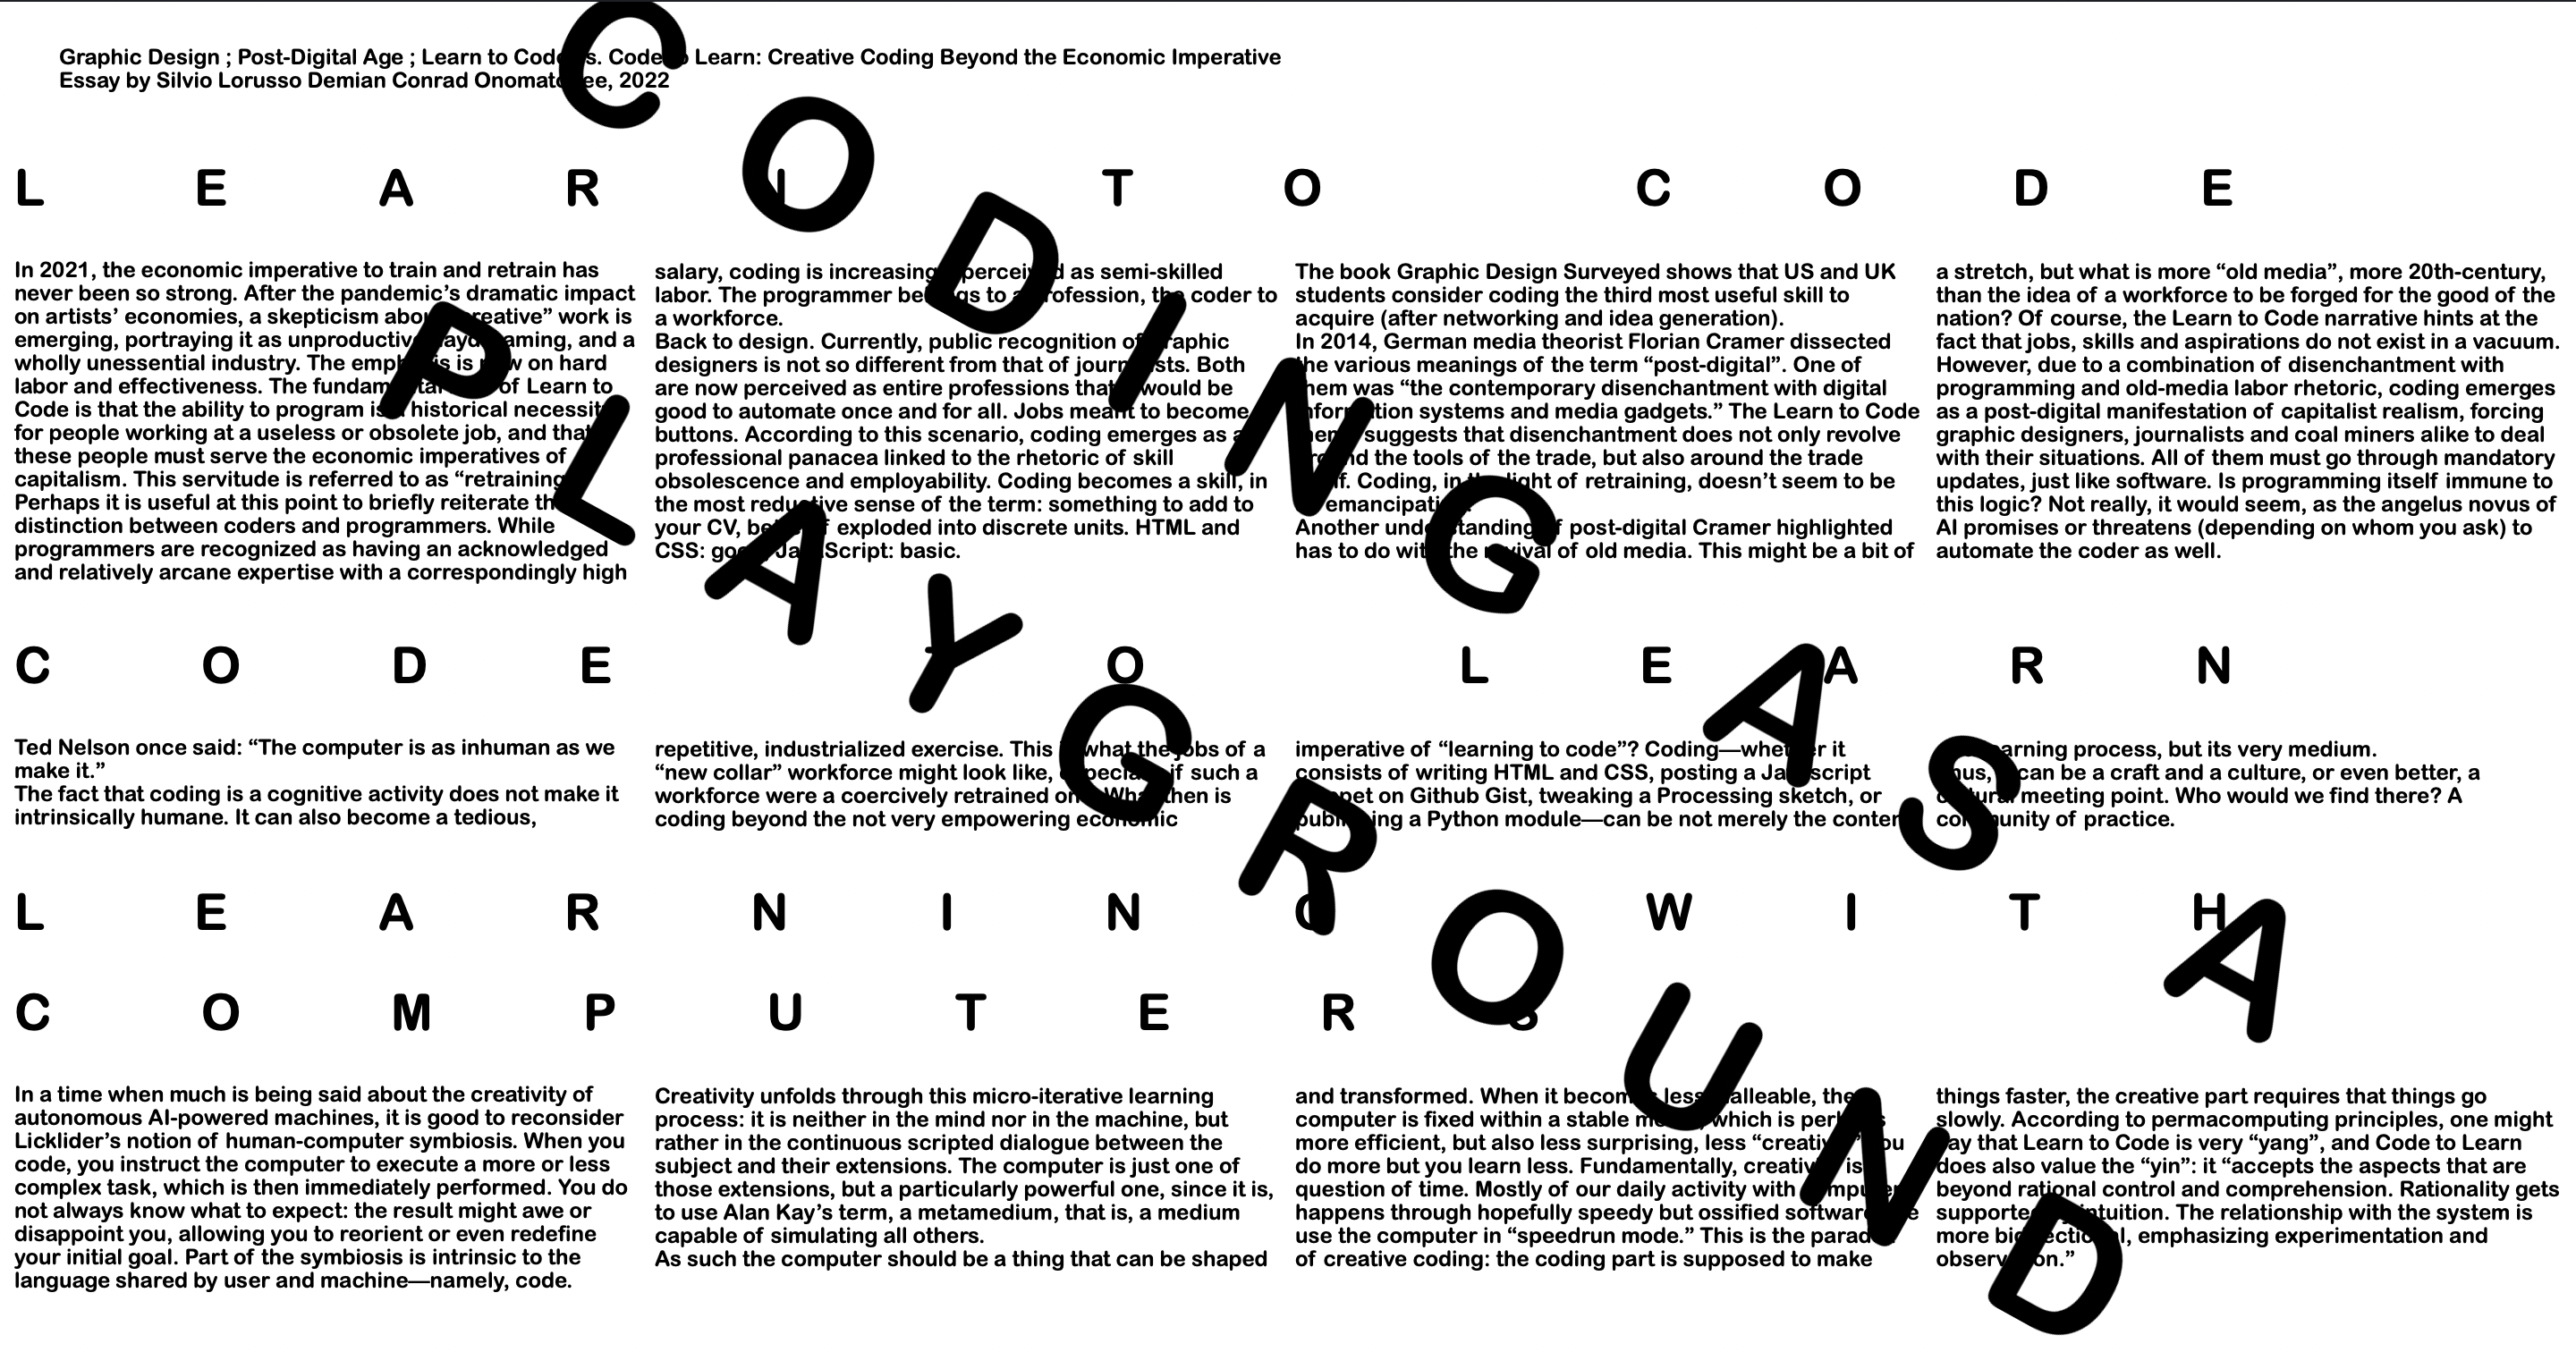 Graphic Design ; Post-Digital Age ; Learn to Code vs. Code to Learn: Creative Coding Beyond the Economic Imperative
Essay by Silvio Lorusso Demian Conrad Onomatopee, 2022
CODING AS A
PLAYGROUND
LEARN TO CODE
In 2021, the economic imperative to train and retrain has
never been so strong. After the pandemic’s dramatic impact
on artists’ economies, a skepticism about “creative” work is
emerging, portraying it as unproductive daydreaming, and a
wholly unessential industry. The emphasis is now on hard
labor and effectiveness. The fundamental of Learn to
Code is that the ability to program is a historical necessity
for people working at a useless or obsolete job, and that
these people must serve the economic imperatives of
capitalism. This servitude is referred to as “retraining
Perhaps it is useful at this point to briefly reiterate the
distinction between coders and programmers. While
programmers are recognized as having an acknowledged
and relatively arcane expertise with a correspondingly high
salary, coding is increasingly perceived as semi-skilled
labor. The programmer belongs to a profession, the coder to
a workforce.
Back to design. Currently, public recognition of graphic
designers is not so different from that of journalists. Both
are now perceived as entire professions that would be
good to automate once and for all. Jobs meant to become
buttons. According to this scenario, coding emerges as a
professional panacea linked to the rhetoric of skill
obsolescence and employability. Coding becomes a skill, in
the most reductive sense of the term: something to add to
your CV, better if exploded into discrete units. HTML and
CSS: good, JavaScript: basic.
The book Graphic Design Surveyed shows that US and UK
students consider coding the third most useful skill to
acquire (after networking and idea generation).
In 2014, German media theorist Florian Cramer dissected
the various meanings of the term “post-digital”. One of
them was “the contemporary disenchantment with digital
information systems and media gadgets.” The Learn to Code
suggests that disenchantment does not only revolve
around the tools of the trade, but also around the trade
itself. Coding, in the light of retraining, doesn’t seem to be
emancipating.
Another understanding of post-digital Cramer highlighted
has to do with the revival of old media. This might be a bit of
a stretch, but what is more “old media”, more 20th-century,
than the idea of a workforce to be forged for the good of the
nation? Of course, the Learn to Code narrative hints at the
fact that jobs, skills and aspirations do not exist in a vacuum.
However, due to a combination of disenchantment with
programming and old-media labor rhetoric, coding emerges
as a post-digital manifestation of capitalist realism, forcing
graphic designers, journalists and coal miners alike to deal
with their situations. All of them must go through mandatory
updates, just like software. Is programming itself immune to
this logic? Not really, it would seem, as the angelus novus of
AI promises or threatens (depending on whom you ask) to
automate the coder as well.
CODE TO LEARN
Ted Nelson once said: “The computer is as inhuman as we
make it.”
The fact that coding is a cognitive activity does not make it
intrinsically humane. It can also become a tedious,
repetitive, industrialized exercise. This is what the jobs of a
“new collar” workforce might look like, especially if such a
workforce were a coercively retrained one. What then is
coding beyond the not very empowering economic
imperative of “learning to code”? Coding—whether it
consists of writing HTML and CSS, posting a Javascript
snippet on Github Gist, tweaking a Processing sketch, or
publishing a Python module—can be not merely the content
learning process, but its very medium.
Thus, it can be a craft and a culture, or even better, a
cultural meeting point. Who would we find there? A
community of practice.
LEARNING WITH
COMPUTERS
In a time when much is being said about the creativity of
autonomous AI-powered machines, it is good to reconsider
Licklider’s notion of human-computer symbiosis. When you
code, you instruct the computer to execute a more or less
complex task, which is then immediately performed. You do
not always know what to expect: the result might awe or
disappoint you, allowing you to reorient or even redefine
your initial goal. Part of the symbiosis is intrinsic to the
language shared by user and machine—namely, code.
Creativity unfolds through this micro-iterative learning
process: it is neither in the mind nor in the machine, but
rather in the continuous scripted dialogue between the
subject and their extensions. The computer is just one of
those extensions, but a particularly powerful one, since it is,
to use Alan Kay’s term, a metamedium, that is, a medium
capable of simulating all others.
As such the computer should be a thing that can be shaped
and transformed. When it becomes less malleable, the
computer is fixed within a stable which is perhaps
more efficient, but also less surprising, less “creative”. You
do more but you learn less. Fundamentally, creativity is
question of time. Mostly of our daily activity with computers
happens through hopefully speedy but ossified software. We
use the computer in “speedrun mode.” This is the paradox
of creative coding: the coding part is supposed to make
things faster, the creative part requires that things go
slowly. According to permacomputing principles, one might
say that Learn to Code is very “yang”, and Code to Learn
does also value the “yin”: it “accepts the aspects that are
beyond rational control and comprehension. Rationality gets
supported by intuition. The relationship with the system is
more bidirectional, emphasizing experimentation and
observation.”